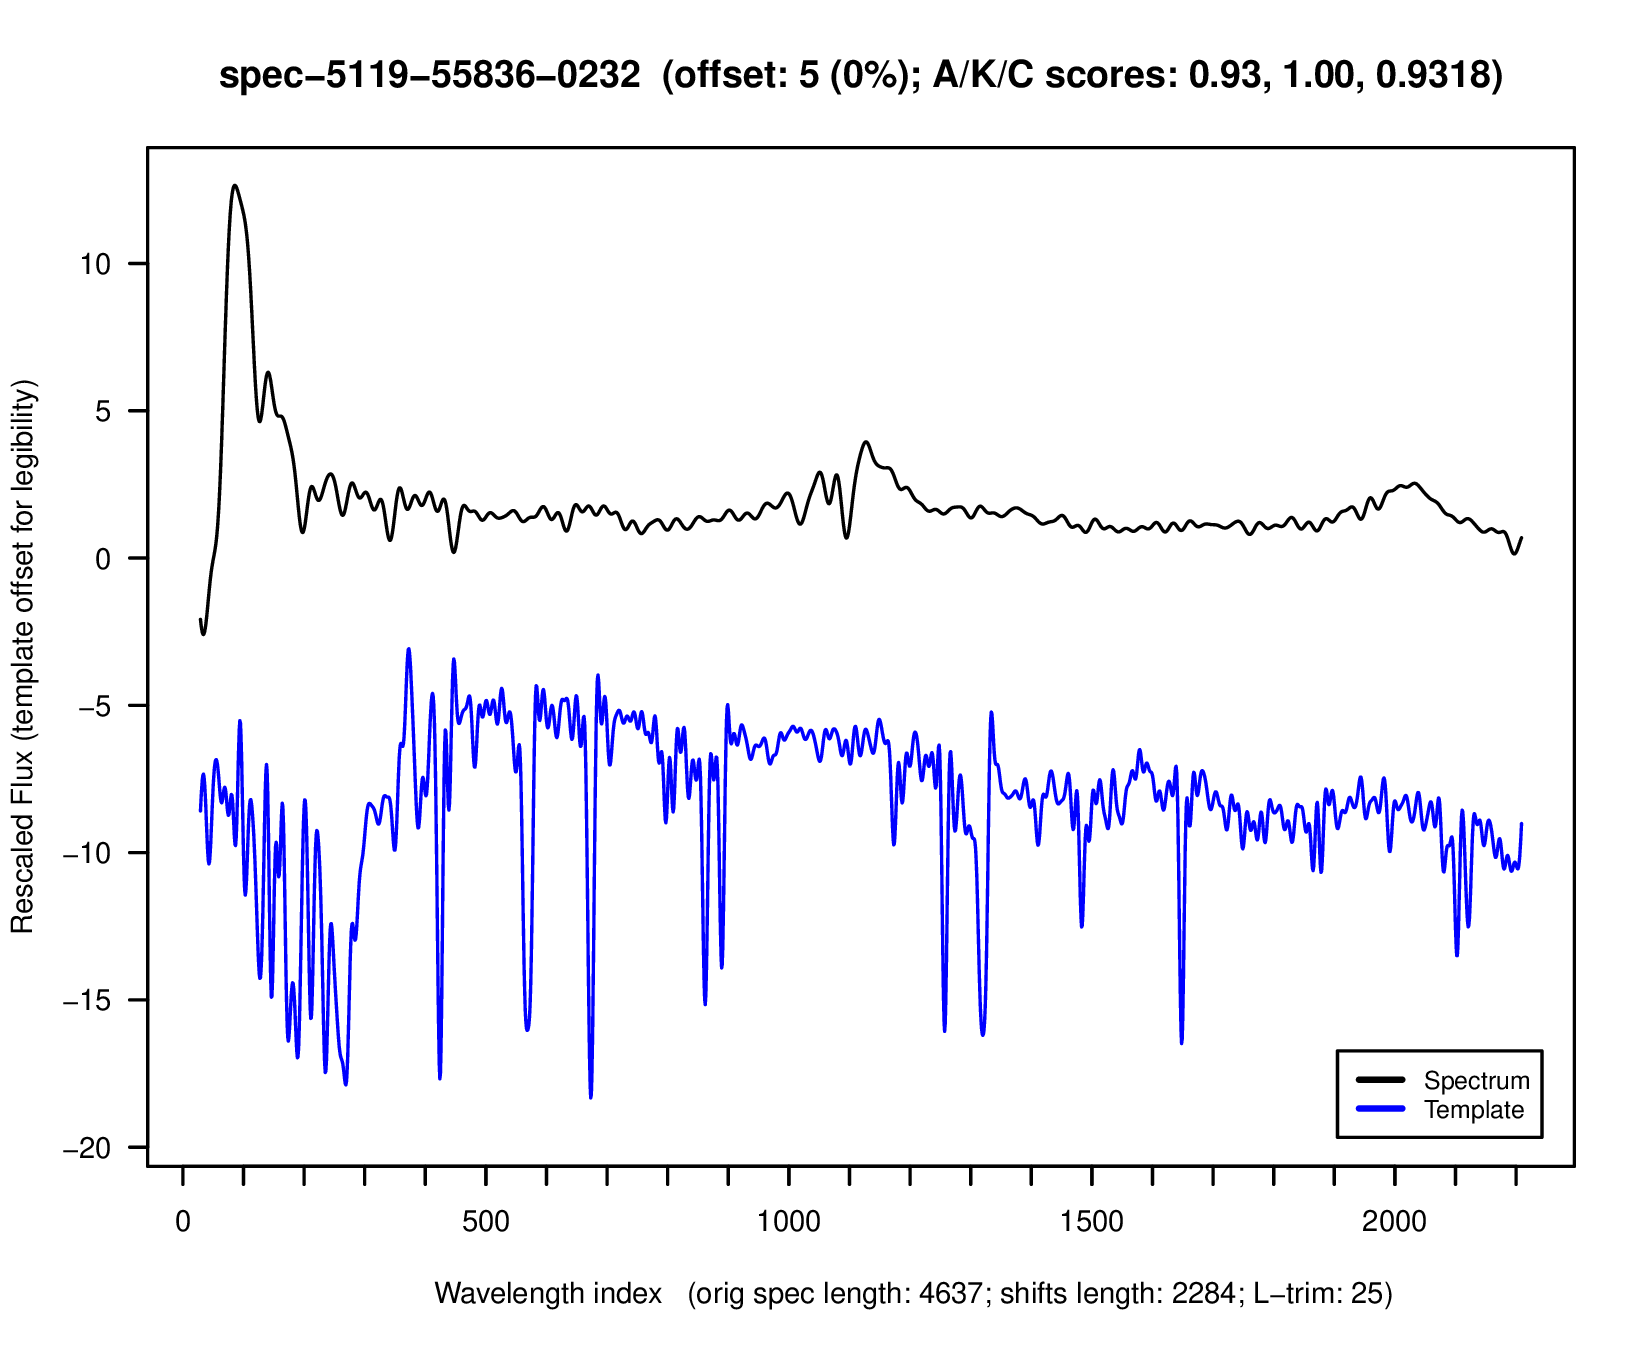 spec−5119−55836−0232 (offset: 5 (0%); A/K/C scores: 0.93, 1.00, 0.9318)
Rescaled Flux (template offset for legibility)
10
5
0
−5
−10
−15
−20
Spectrum
Template
0 500 1000 1500 2000
Wavelength index (orig spec length: 4637; shifts length: 2284; L−trim: 25)